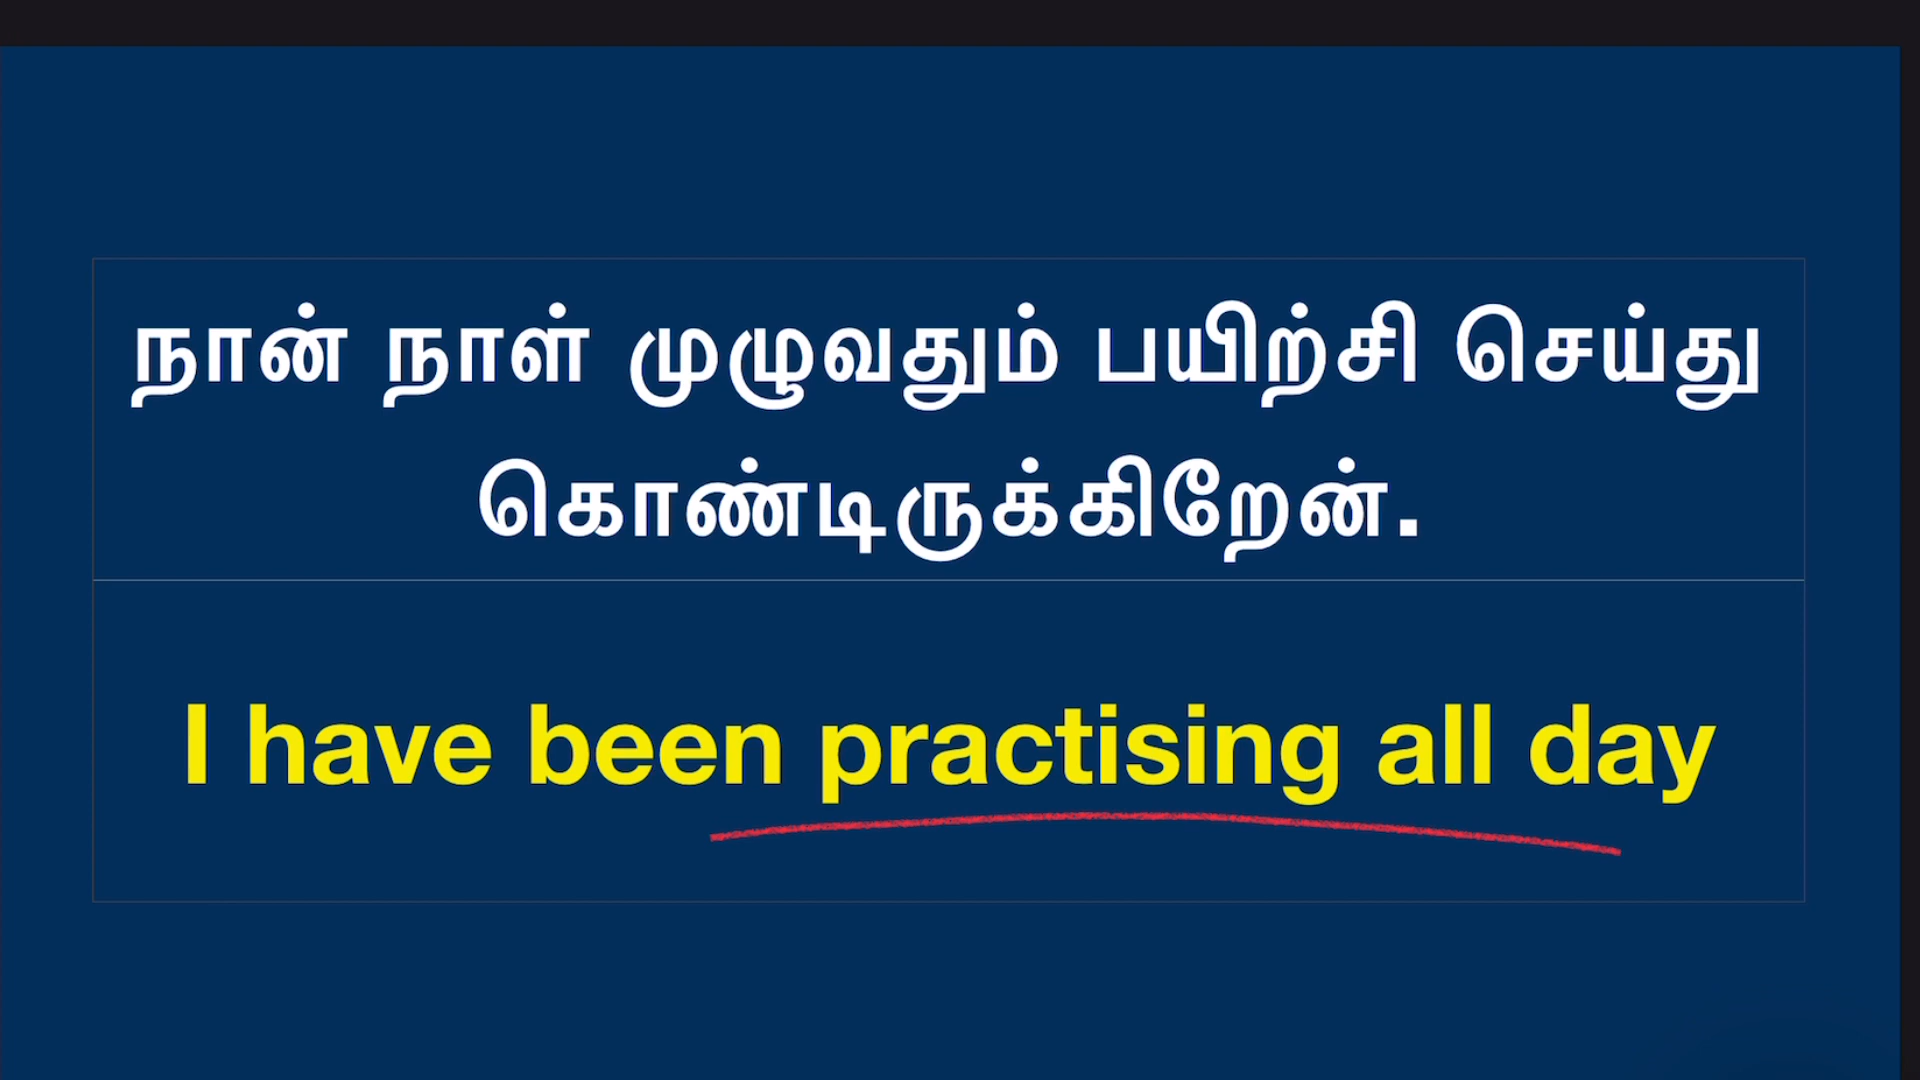 நான் நாள் முழுவதும் பயிற்சி செய்து
கொண்டிருக்கிறேன்.
I have been practising all day